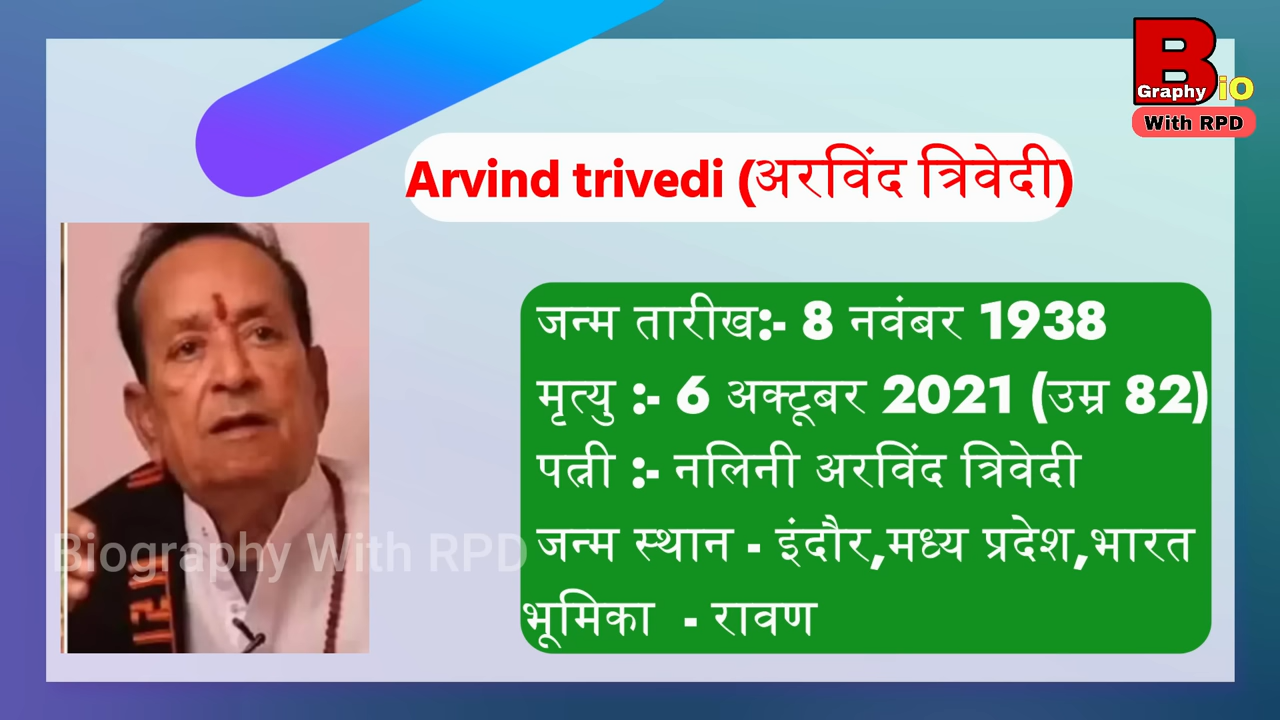 Bio
Graphy
With RPD
Arvind trivedi (अरविंद त्रिवेदी)
जन्म तारीख:- 8 नवंबर 1938
मृत्यु :- 6 अक्टूबर 2021 (उम्र 82)
पत्नी :- नलिनी अरविंद त्रिवेदी
जन्म स्थान - इंदौर,मध्य प्रदेश,भारत
भूमिका - रावण
Biography With RPD